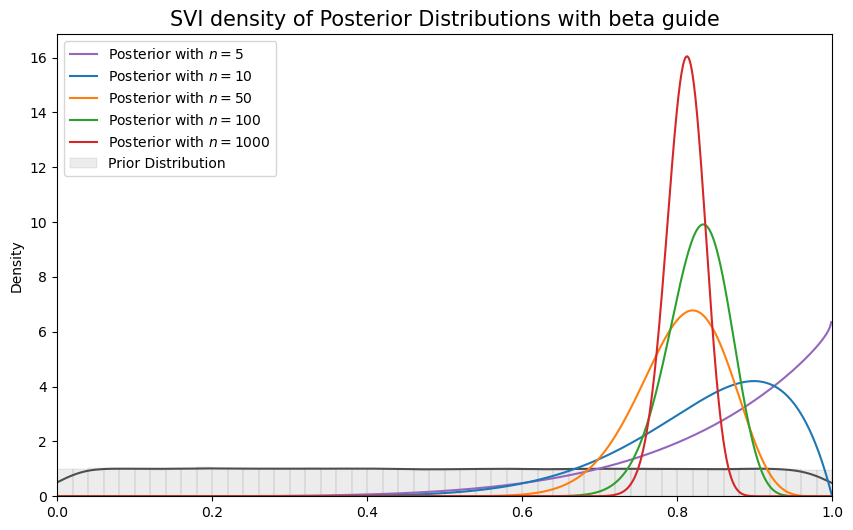 SVI density of Posterior Distributions with beta guide
Posterior with n = 5
Posterior with n = 10
Posterior with n = 50
Posterior with n = 100
Posterior with n = 1000
Prior Distribution
Density
16
14
12
10
8
6
4
2
0
0.0 0.2 0.4 0.6 0.8 1.0